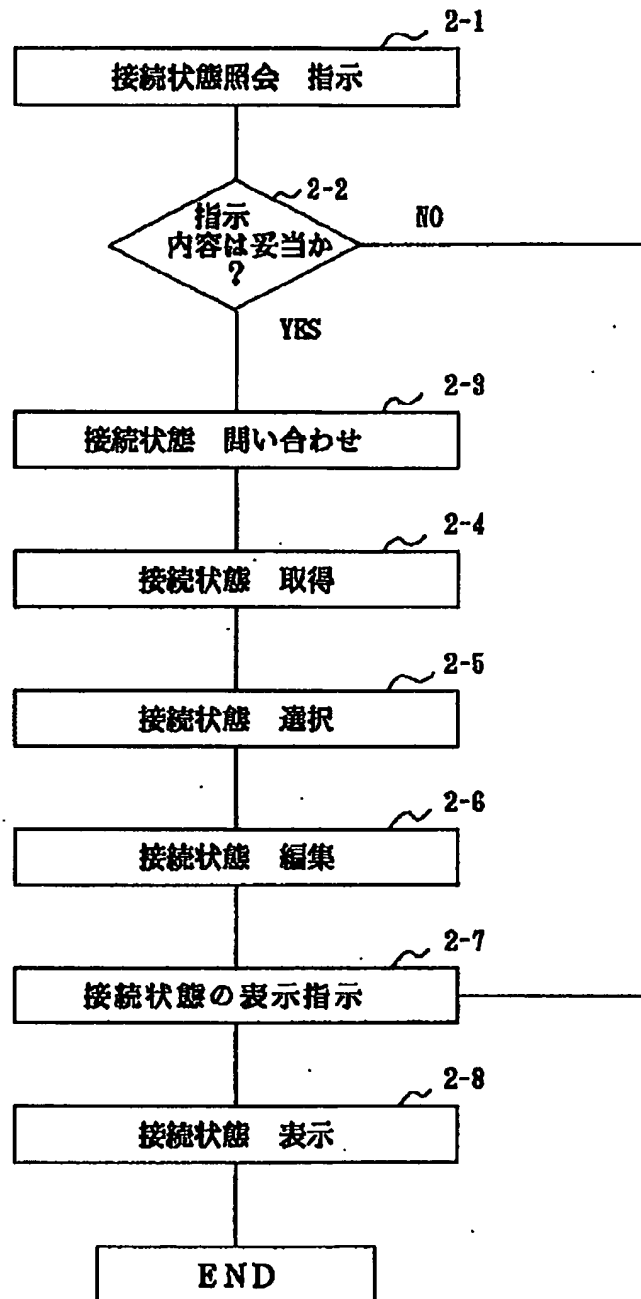 2-1
接続状態照会 指示
2-2
指示
内容は妥当か
?
NO
YES
2-3
接続状態 問い合わせ
2-4
接続状態 取得
2-5
接続状態 選択
2-6
接続状態 編集
2-7
接続状態の表示指示
2-8
接続状態 表示
END